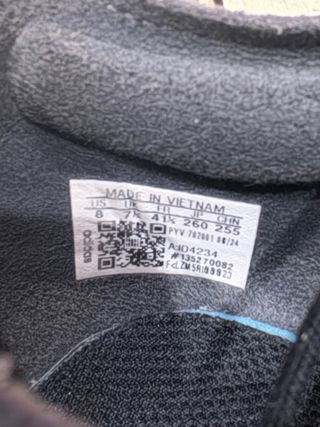 MADE IN VIETNAM
US UK FR JP CHN
8 7½ 41⅓ 260 255
adidas
PYV 702001 08/24
A:ID4234
#135270082